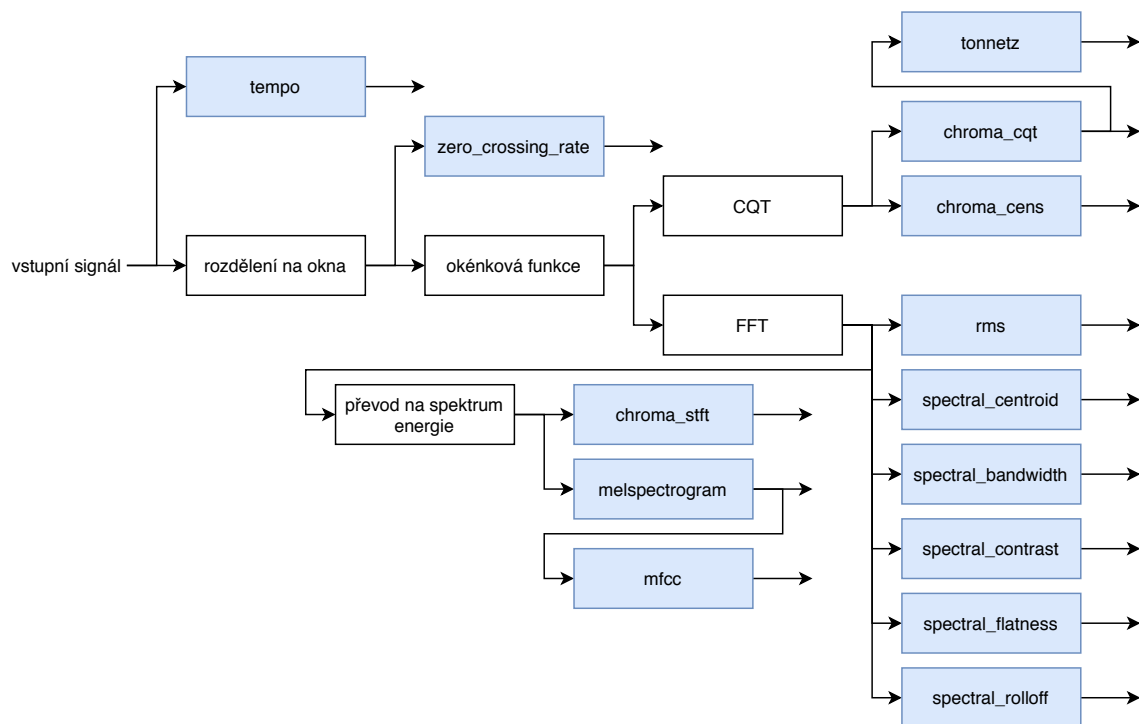 tonnetz
tempo
chroma_cqt
zero_crossing_rate
CQT
chroma_cens
vstupní signál
rozdělení na okna
okénková funkce
FFT
rms
převod na spektrum
energie
chroma_stft
spectral_centroid
melspectrogram
spectral_bandwidth
mfcc
spectral_contrast
spectral_flatness
spectral_rolloff